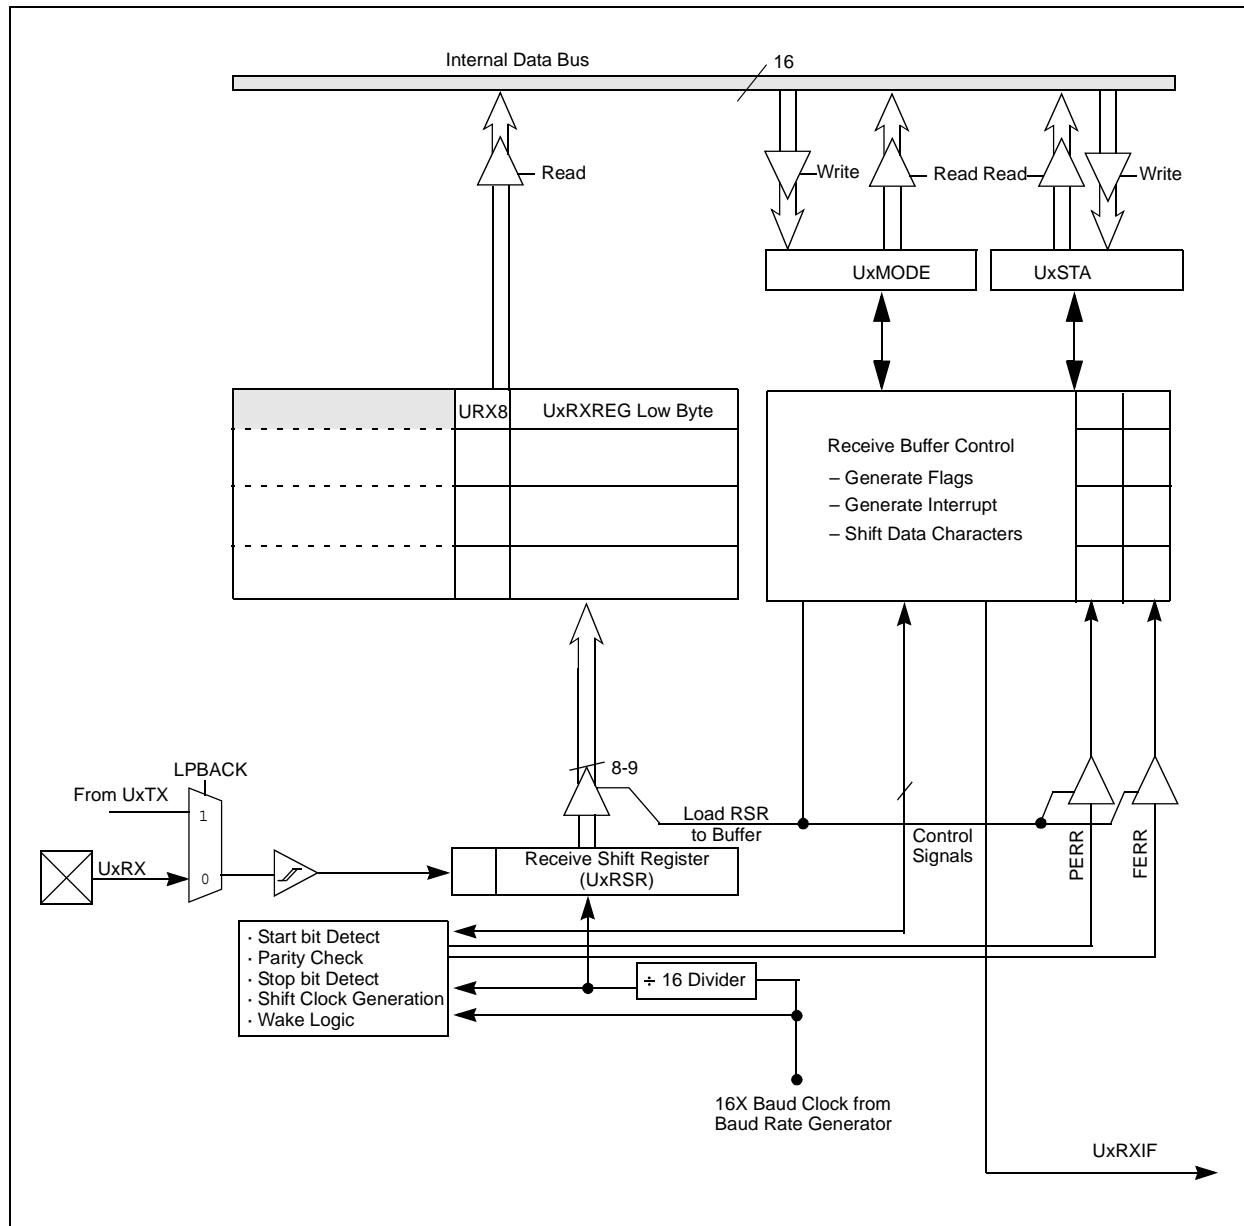 Internal Data Bus
16
Read
Write
Read Read
Write
UxMODE
UxSTA
URX8
UxRXREG Low Byte
Receive Buffer Control
– Generate Flags
– Generate Interrupt
– Shift Data Characters
LPBACK
From UxTX
1
UxRX
0
8-9
Load RSR
to Buffer
Control
Signals
PERR
FERR
Receive Shift Register
(UxRSR)
· Start bit Detect
· Parity Check
· Stop bit Detect
· Shift Clock Generation
· Wake Logic
÷ 16 Divider
16X Baud Clock from
Baud Rate Generator
UxRXIF